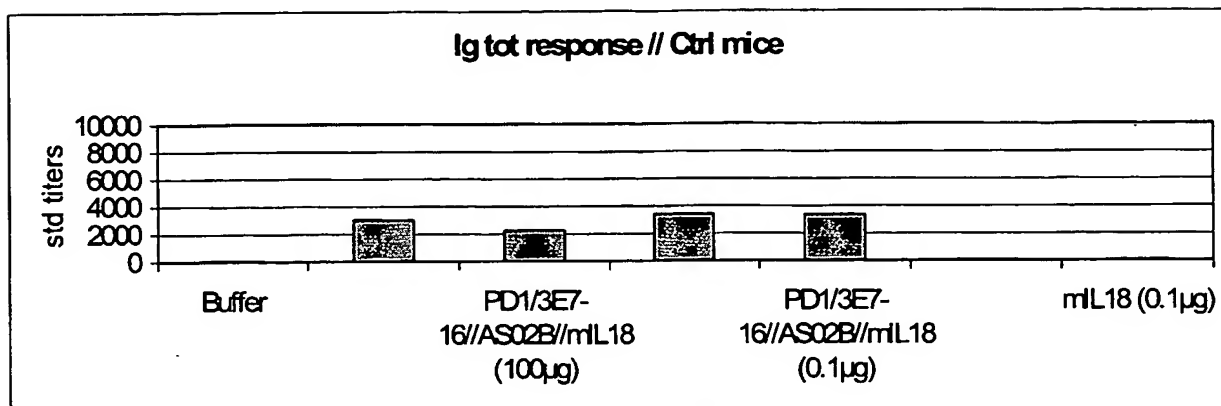 Ig tot response // Ctrl mice
std titers
10000
8000
6000
4000
2000
0
Buffer
PD1/3E7-
16//AS02B//mIL18
(100µg)
PD1/3E7-
16//AS02B//mIL18
(0.1µg)
mIL18 (0.1µg)